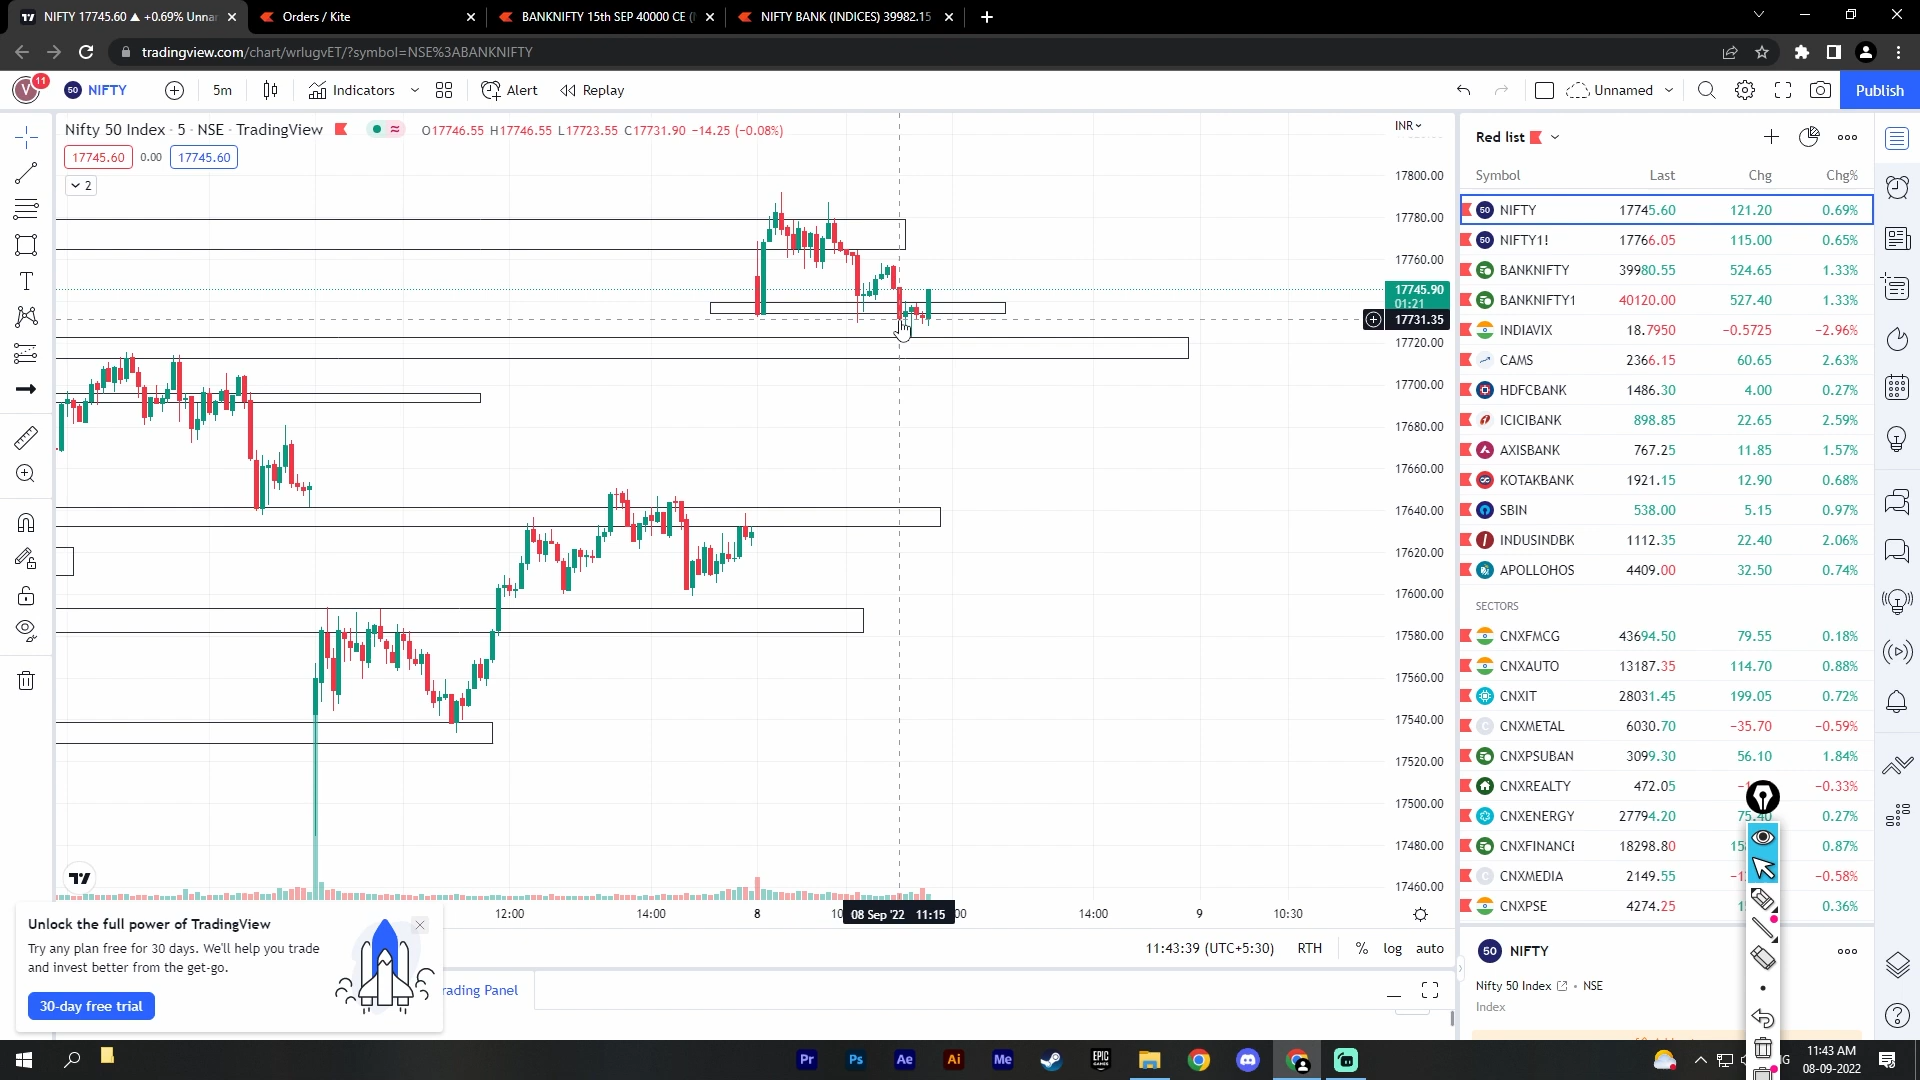 NIFTY 17745.60 ▲ +0.69% Unnar
Orders / Kite
BANKNIFTY 15th SEP 40000 CE (
NIFTY BANK (INDICES) 39982.15
tradingview.com/chart/wrlugvET/?symbol=NSE%3ABANKNIFTY
V 11
50 NIFTY
5m
Indicators
Alert
Replay
Unnamed
Publish
Nifty 50 Index · 5 · NSE · TradingView
O17746.55 H17746.55 L17723.55 C17731.90 −14.25 (−0.08%)
17745.60 0.00 17745.60
2
INR
17800.00
17780.00
17760.00
17745.90
01:21
17731.35
17720.00
17700.00
17680.00
17660.00
17640.00
17620.00
17600.00
17580.00
17560.00
17540.00
17520.00
17500.00
17480.00
17460.00
12:00 14:00 8 08 Sep '22 11:15 14:00 9 10:30
11:43:39 (UTC+5:30) RTH % log auto
Unlock the full power of TradingView
Try any plan free for 30 days. We'll help you trade
and invest better from the get-go.
30-day free trial
rading Panel
Red list
Symbol Last Chg Chg%
50 NIFTY 17745.60 121.20 0.69%
50 NIFTY1! 17766.05 115.00 0.65%
BANKNIFTY 39980.55 524.65 1.33%
BANKNIFTY1 40120.00 527.40 1.33%
INDIAVIX 18.7950 −0.5725 −2.96%
CAMS 2366.15 60.65 2.63%
HDFCBANK 1486.30 4.00 0.27%
ICICIBANK 898.85 22.65 2.59%
AXISBANK 767.25 11.85 1.57%
KOTAKBANK 1921.15 12.90 0.68%
SBIN 538.00 5.15 0.97%
INDUSINDBK 1112.35 22.40 2.06%
APOLLOHOS 4409.00 32.50 0.74%
SECTORS
CNXFMCG 43694.50 79.55 0.18%
CNXAUTO 13187.35 114.70 0.88%
CNXIT 28031.45 199.05 0.72%
C CNXMETAL 6030.70 −35.70 −0.59%
CNXPSUBAN 3099.30 56.10 1.84%
CNXREALTY 472.05 −0.33%
CNXENERGY 27794.20 75.40 0.27%
CNXFINANCE 18298.80 0.87%
C CNXMEDIA 2149.55 −0.58%
CNXPSE 4274.25 0.36%
50 NIFTY
Nifty 50 Index · NSE
Index
Pr Ps Ae Ai Me
EPIC GAMES
11:43 AM
08-09-2022